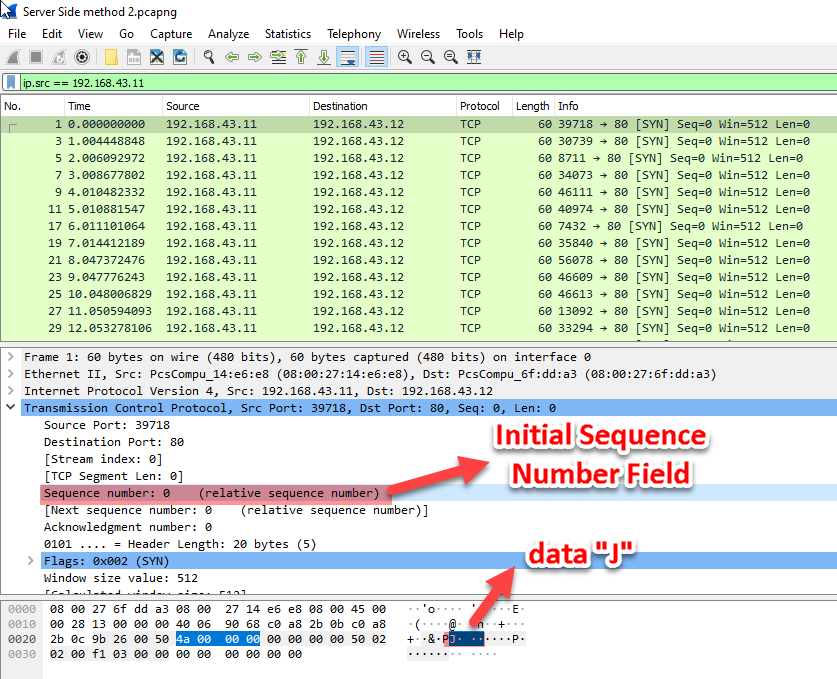 Server Side method 2.pcapng
File Edit View Go Capture Analyze Statistics Telephony Wireless Tools Help
ip.src == 192.168.43.11
No. Time Source Destination Protocol Length Info
1 0.000000000 192.168.43.11 192.168.43.12 TCP 60 39718 → 80 [SYN] Seq=0 Win=512 Len=0
3 1.004448848 192.168.43.11 192.168.43.12 TCP 60 30739 → 80 [SYN] Seq=0 Win=512 Len=0
5 2.006092972 192.168.43.11 192.168.43.12 TCP 60 8711 → 80 [SYN] Seq=0 Win=512 Len=0
7 3.008677802 192.168.43.11 192.168.43.12 TCP 60 34073 → 80 [SYN] Seq=0 Win=512 Len=0
9 4.010482332 192.168.43.11 192.168.43.12 TCP 60 46111 → 80 [SYN] Seq=0 Win=512 Len=0
11 5.010881547 192.168.43.11 192.168.43.12 TCP 60 40974 → 80 [SYN] Seq=0 Win=512 Len=0
17 6.011101064 192.168.43.11 192.168.43.12 TCP 60 7432 → 80 [SYN] Seq=0 Win=512 Len=0
19 7.014412189 192.168.43.11 192.168.43.12 TCP 60 35840 → 80 [SYN] Seq=0 Win=512 Len=0
21 8.047372476 192.168.43.11 192.168.43.12 TCP 60 56078 → 80 [SYN] Seq=0 Win=512 Len=0
23 9.047776243 192.168.43.11 192.168.43.12 TCP 60 46609 → 80 [SYN] Seq=0 Win=512 Len=0
25 10.048006829 192.168.43.11 192.168.43.12 TCP 60 46613 → 80 [SYN] Seq=0 Win=512 Len=0
27 11.050594093 192.168.43.11 192.168.43.12 TCP 60 13092 → 80 [SYN] Seq=0 Win=512 Len=0
29 12.053278106 192.168.43.11 192.168.43.12 TCP 60 33294 → 80 [SYN] Seq=0 Win=512 Len=0
Frame 1: 60 bytes on wire (480 bits), 60 bytes captured (480 bits) on interface 0
Ethernet II, Src: PcsCompu_14:e6:e8 (08:00:27:14:e6:e8), Dst: PcsCompu_6f:dd:a3 (08:00:27:6f:dd:a3)
Internet Protocol Version 4, Src: 192.168.43.11, Dst: 192.168.43.12
Transmission Control Protocol, Src Port: 39718, Dst Port: 80, Seq: 0, Len: 0
Source Port: 39718
Destination Port: 80
[Stream index: 0]
[TCP Segment Len: 0]
Sequence number: 0 (relative sequence number)
[Next sequence number: 0 (relative sequence number)]
Acknowledgment number: 0
0101 .... = Header Length: 20 bytes (5)
Flags: 0x002 (SYN)
Window size value: 512
[Calculated window size: 512]
Initial Sequence
Number Field
data "J"
0000 08 00 27 6f dd a3 08 00 27 14 e6 e8 08 00 45 00 ··'o···· '·····E·
0010 00 28 13 00 00 00 40 06 90 68 c0 a8 2b 0b c0 a8 ·(····@· ·h··+···
0020 2b 0c 9b 26 00 50 4a 00 00 00 00 00 00 00 50 02 +··&·PJ· ······P·
0030 02 00 f1 03 00 00 00 00 00 00 00 00 ········ ····